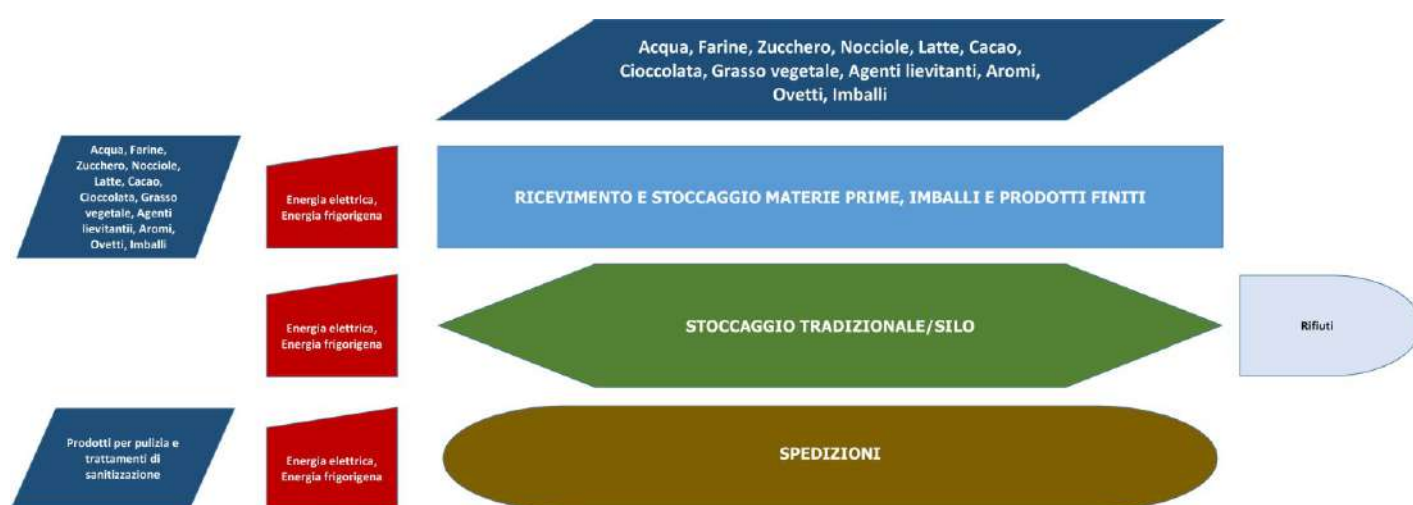 Acqua, Farine, Zucchero, Nocciole, Latte, Cacao,
Cioccolata, Grasso vegetale, Agenti lievitanti, Aromi,
Ovetti, Imballi
Acqua, Farine,
Zucchero, Nocciole,
Latte, Cacao,
Cioccolata, Grasso
vegetale, Agenti
lievitantii, Aromi,
Ovetti, Imballi
Energia elettrica,
Energia frigorigena
RICEVIMENTO E STOCCAGGIO MATERIE PRIME, IMBALLI E PRODOTTI FINITI
Energia elettrica,
Energia frigorigena
STOCCAGGIO TRADIZIONALE/SILO
Rifiuti
Prodotti per pulizia e
trattamenti di
sanitizzazione
Energia elettrica,
Energia frigorigena
SPEDIZIONI